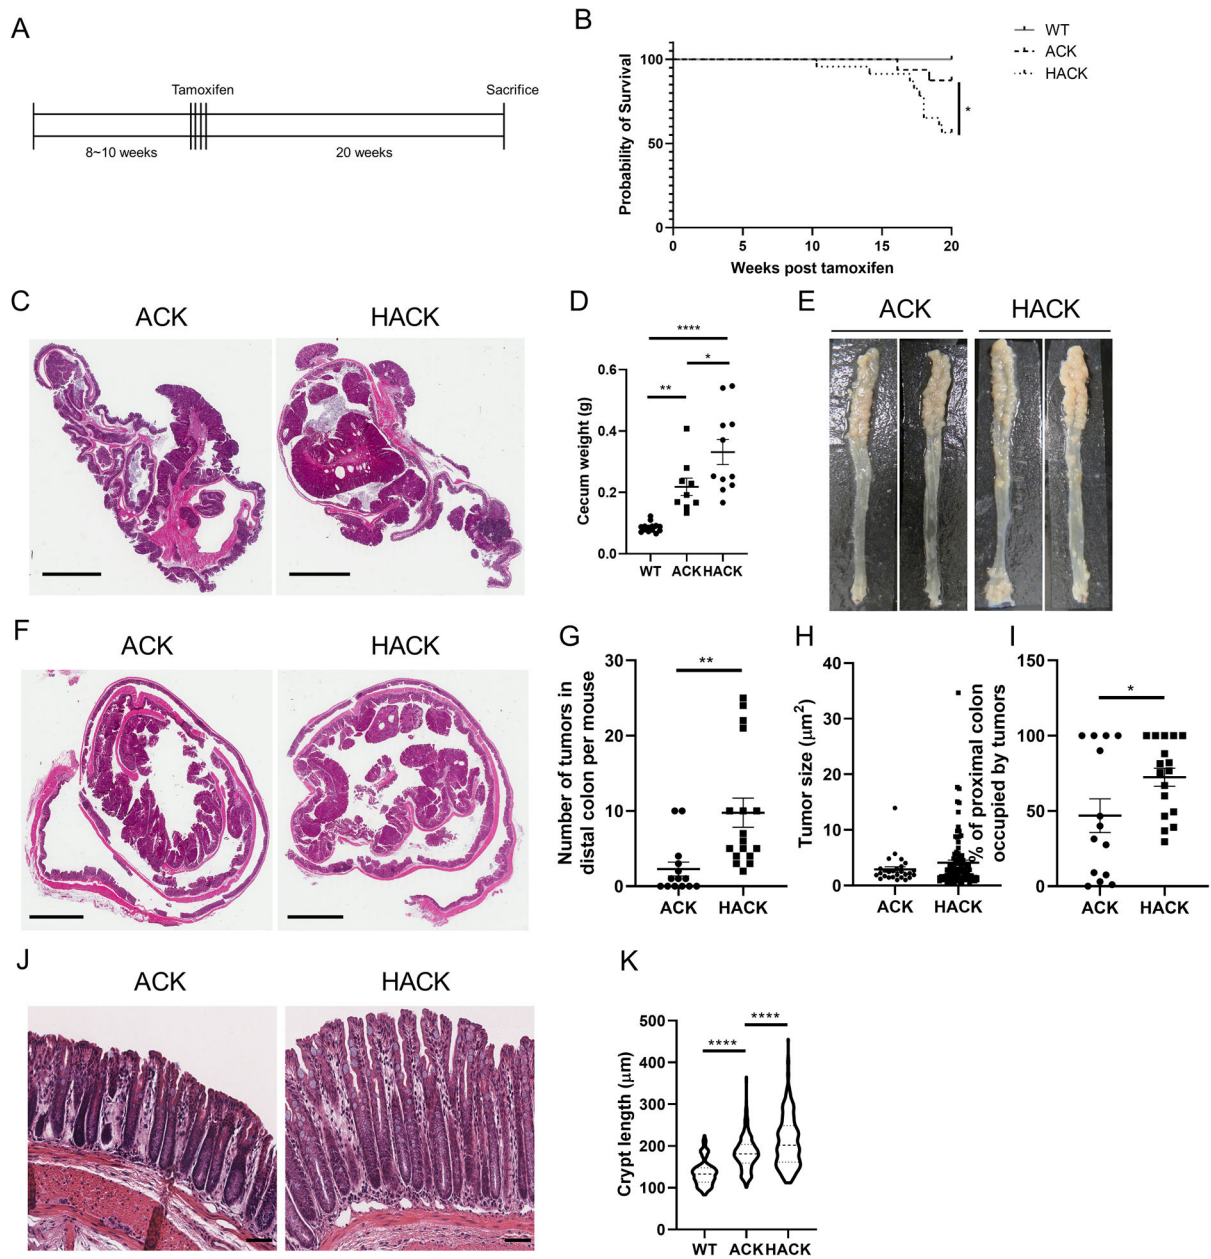 A
Tamoxifen
Sacrifice
8~10 weeks
20 weeks
B
Probability of Survival
100
50
0
0
5
10
15
20
Weeks post tamoxifen
WT
ACK
HACK
*
C
ACK
HACK
D
****
*
**
Cecum weight (g)
0.6
0.4
0.2
0.0
WT
ACK
HACK
E
ACK
HACK
F
ACK
HACK
G
**
Number of tumors in
distal colon per mouse
30
20
10
0
ACK
HACK
H
Tumor size (μm²)
40
30
20
10
0
ACK
HACK
I
*
% of proximal colon
occupied by tumors
150
100
50
0
ACK
HACK
J
ACK
HACK
K
****
****
Crypt length (μm)
500
400
300
200
100
0
WT
ACK
HACK